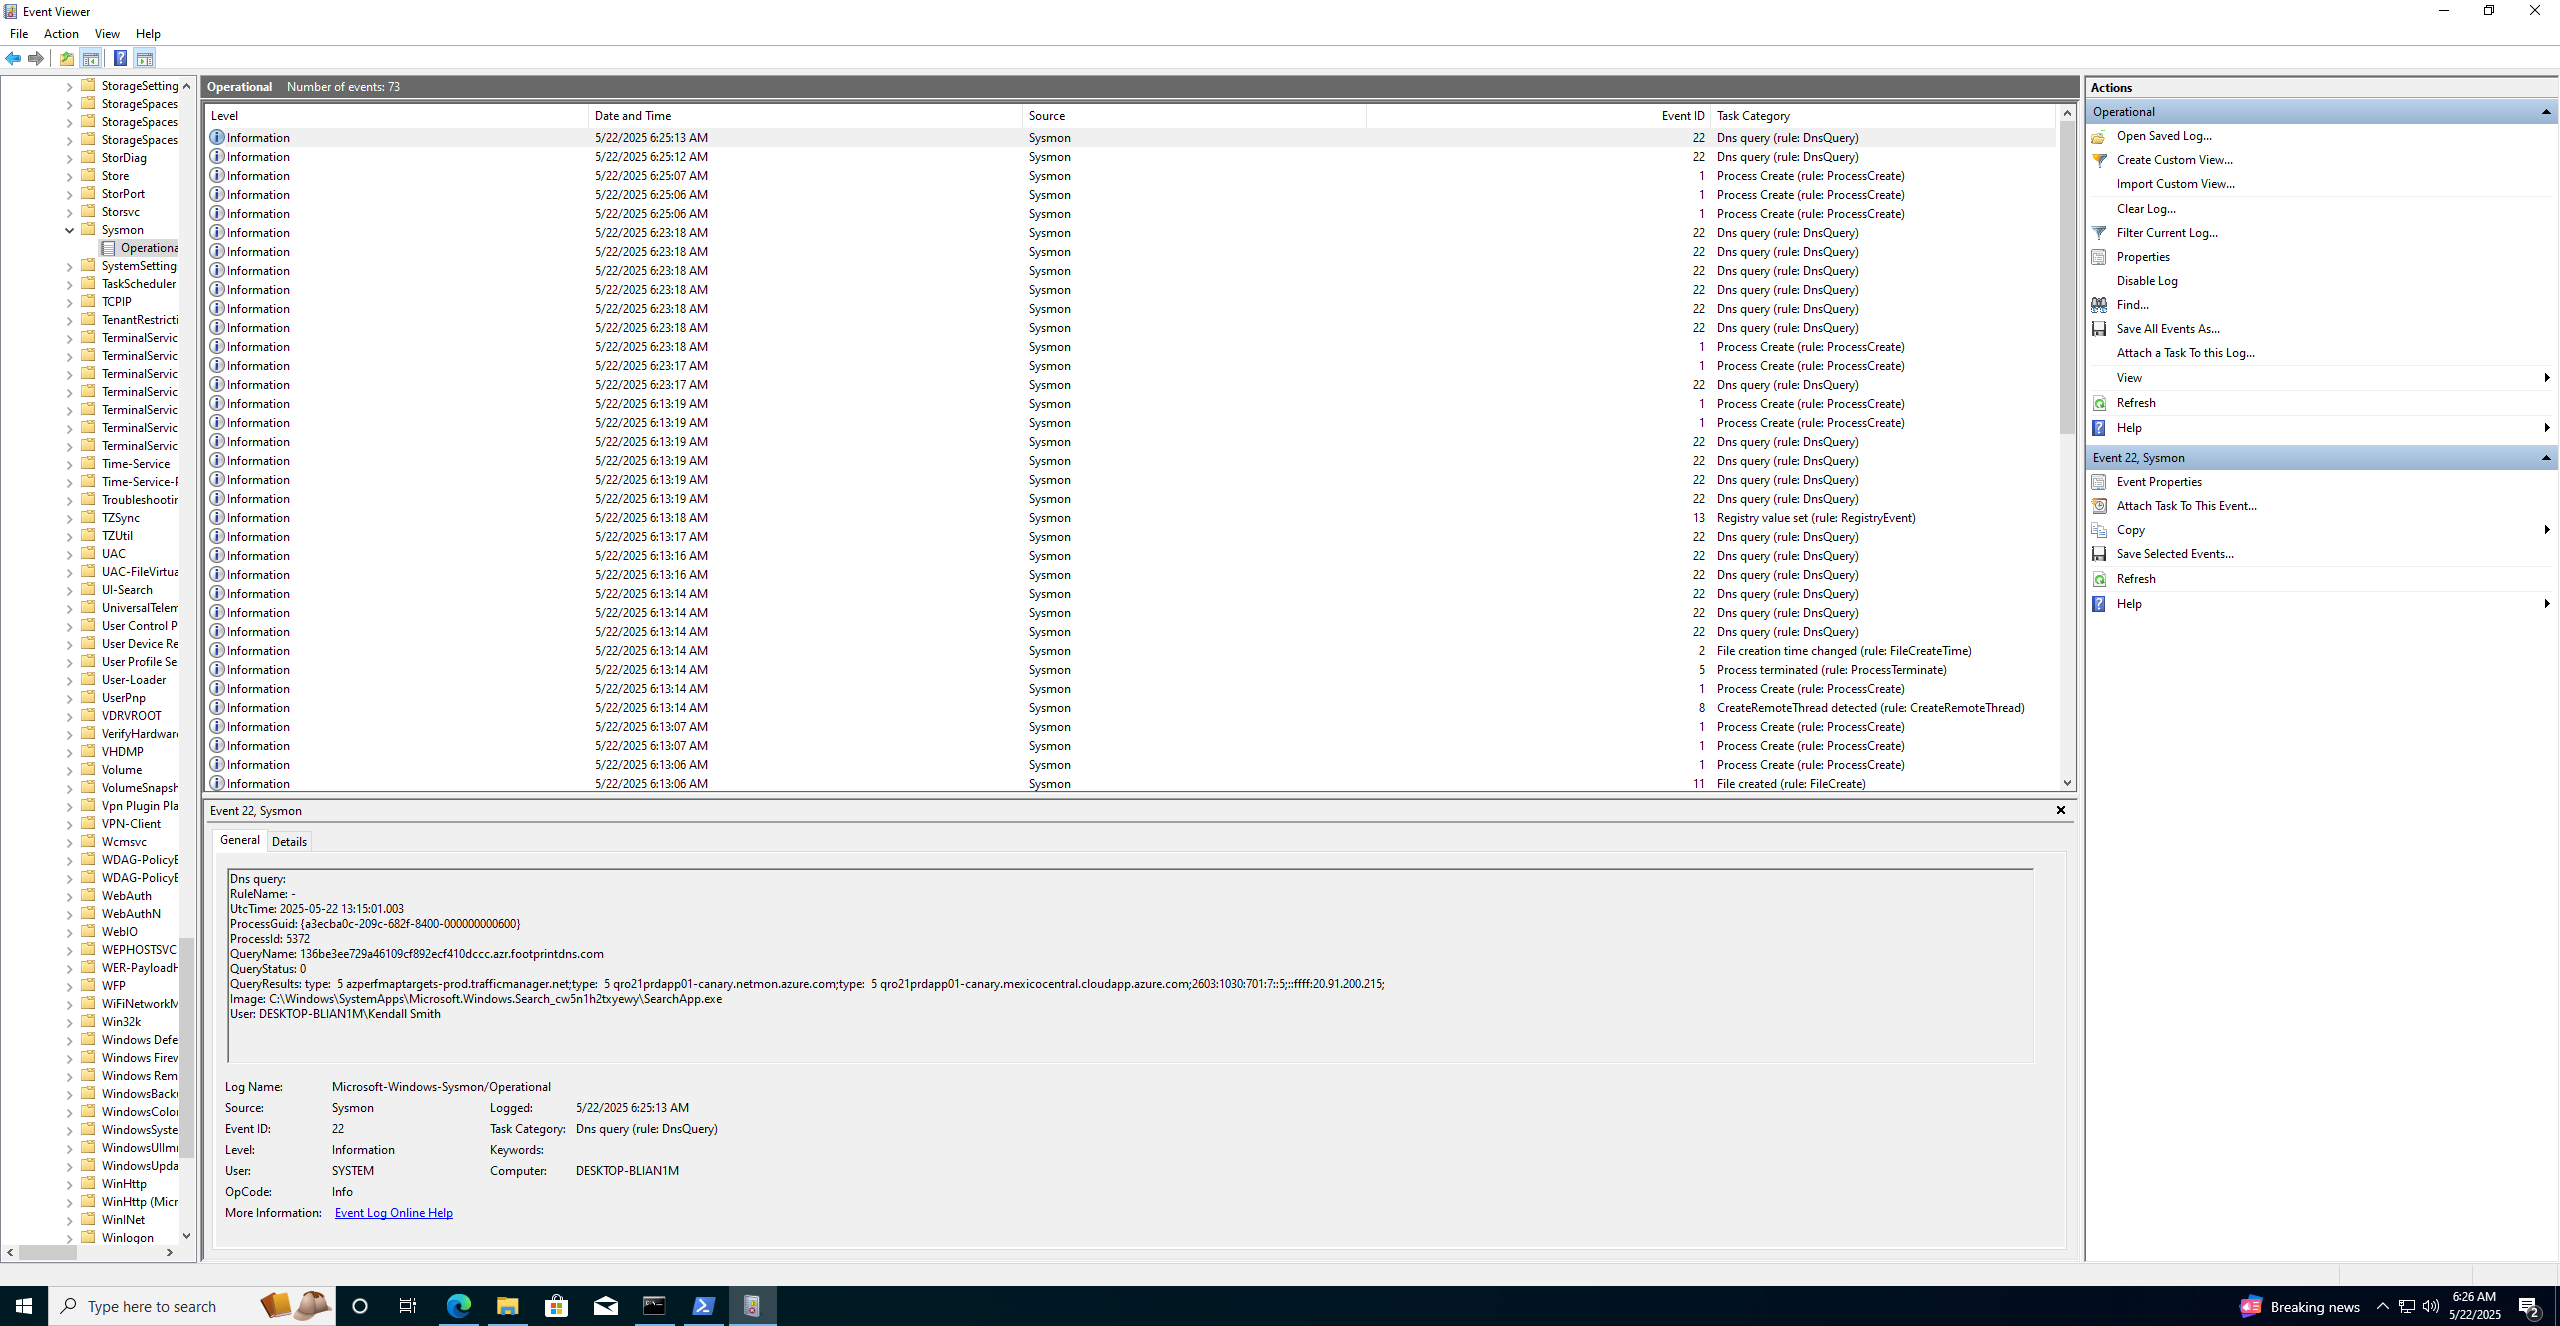 Event Viewer
File Action View Help
StorageSetting
StorageSpaces
StorageSpaces
StorageSpaces
StorDiag
Store
StorPort
Storsvc
Sysmon
Operationa
SystemSetting
TaskScheduler
TCPIP
TenantRestricti
TerminalServic
TerminalServic
TerminalServic
TerminalServic
TerminalServic
TerminalServic
TerminalServic
Time-Service
Time-Service-P
Troubleshootin
TZSync
TZUtil
UAC
UAC-FileVirtua
UI-Search
UniversalTelem
User Control P
User Device Re
User Profile Se
User-Loader
UserPnp
VDRVROOT
VerifyHardware
VHDMP
Volume
VolumeSnapsh
Vpn Plugin Pla
VPN-Client
Wcmsvc
WDAG-PolicyE
WDAG-PolicyE
WebAuth
WebAuthN
WebIO
WEPHOSTSVC
WER-PayloadH
WFP
WiFiNetworkM
Win32k
Windows Defe
Windows Firew
Windows Rem
WindowsBacku
WindowsColor
WindowsSyste
WindowsUIImm
WindowsUpda
WinHttp
WinHttp (Micr
WinINet
Winlogon
Operational Number of events: 73
Level Date and Time Source Event ID Task Category
Information 5/22/2025 6:25:13 AM Sysmon 22 Dns query (rule: DnsQuery)
Information 5/22/2025 6:25:12 AM Sysmon 22 Dns query (rule: DnsQuery)
Information 5/22/2025 6:25:07 AM Sysmon 1 Process Create (rule: ProcessCreate)
Information 5/22/2025 6:25:06 AM Sysmon 1 Process Create (rule: ProcessCreate)
Information 5/22/2025 6:25:06 AM Sysmon 1 Process Create (rule: ProcessCreate)
Information 5/22/2025 6:23:18 AM Sysmon 22 Dns query (rule: DnsQuery)
Information 5/22/2025 6:23:18 AM Sysmon 22 Dns query (rule: DnsQuery)
Information 5/22/2025 6:23:18 AM Sysmon 22 Dns query (rule: DnsQuery)
Information 5/22/2025 6:23:18 AM Sysmon 22 Dns query (rule: DnsQuery)
Information 5/22/2025 6:23:18 AM Sysmon 22 Dns query (rule: DnsQuery)
Information 5/22/2025 6:23:18 AM Sysmon 22 Dns query (rule: DnsQuery)
Information 5/22/2025 6:23:18 AM Sysmon 1 Process Create (rule: ProcessCreate)
Information 5/22/2025 6:23:17 AM Sysmon 1 Process Create (rule: ProcessCreate)
Information 5/22/2025 6:23:17 AM Sysmon 22 Dns query (rule: DnsQuery)
Information 5/22/2025 6:13:19 AM Sysmon 1 Process Create (rule: ProcessCreate)
Information 5/22/2025 6:13:19 AM Sysmon 1 Process Create (rule: ProcessCreate)
Information 5/22/2025 6:13:19 AM Sysmon 22 Dns query (rule: DnsQuery)
Information 5/22/2025 6:13:19 AM Sysmon 22 Dns query (rule: DnsQuery)
Information 5/22/2025 6:13:19 AM Sysmon 22 Dns query (rule: DnsQuery)
Information 5/22/2025 6:13:19 AM Sysmon 22 Dns query (rule: DnsQuery)
Information 5/22/2025 6:13:18 AM Sysmon 13 Registry value set (rule: RegistryEvent)
Information 5/22/2025 6:13:17 AM Sysmon 22 Dns query (rule: DnsQuery)
Information 5/22/2025 6:13:16 AM Sysmon 22 Dns query (rule: DnsQuery)
Information 5/22/2025 6:13:16 AM Sysmon 22 Dns query (rule: DnsQuery)
Information 5/22/2025 6:13:14 AM Sysmon 22 Dns query (rule: DnsQuery)
Information 5/22/2025 6:13:14 AM Sysmon 22 Dns query (rule: DnsQuery)
Information 5/22/2025 6:13:14 AM Sysmon 22 Dns query (rule: DnsQuery)
Information 5/22/2025 6:13:14 AM Sysmon 2 File creation time changed (rule: FileCreateTime)
Information 5/22/2025 6:13:14 AM Sysmon 5 Process terminated (rule: ProcessTerminate)
Information 5/22/2025 6:13:14 AM Sysmon 1 Process Create (rule: ProcessCreate)
Information 5/22/2025 6:13:14 AM Sysmon 8 CreateRemoteThread detected (rule: CreateRemoteThread)
Information 5/22/2025 6:13:07 AM Sysmon 1 Process Create (rule: ProcessCreate)
Information 5/22/2025 6:13:07 AM Sysmon 1 Process Create (rule: ProcessCreate)
Information 5/22/2025 6:13:06 AM Sysmon 1 Process Create (rule: ProcessCreate)
Information 5/22/2025 6:13:06 AM Sysmon 11 File created (rule: FileCreate)
Event 22, Sysmon
General Details
Dns query:
RuleName: -
UtcTime: 2025-05-22 13:15:01.003
ProcessGuid: {a3ecba0c-209c-682f-8400-000000000600}
ProcessId: 5372
QueryName: 136be3ee729a46109cf892ecf410dccc.azr.footprintdns.com
QueryStatus: 0
QueryResults: type:  5 azperfmaptargets-prod.trafficmanager.net;type:  5 qro21prdapp01-canary.netmon.azure.com;type:  5 qro21prdapp01-canary.mexicocentral.cloudapp.azure.com;2603:1030:701:7::5;::ffff:20.91.200.215;
Image: C:\Windows\SystemApps\Microsoft.Windows.Search_cw5n1h2txyewy\SearchApp.exe
User: DESKTOP-BLIAN1M\Kendall Smith
Log Name: Microsoft-Windows-Sysmon/Operational
Source: Sysmon Logged: 5/22/2025 6:25:13 AM
Event ID: 22 Task Category: Dns query (rule: DnsQuery)
Level: Information Keywords:
User: SYSTEM Computer: DESKTOP-BLIAN1M
OpCode: Info
More Information: Event Log Online Help
Actions
Operational
Open Saved Log...
Create Custom View...
Import Custom View...
Clear Log...
Filter Current Log...
Properties
Disable Log
Find...
Save All Events As...
Attach a Task To this Log...
View
Refresh
Help
Event 22, Sysmon
Event Properties
Attach Task To This Event...
Copy
Save Selected Events...
Refresh
Help
Type here to search
Breaking news
6:26 AM
5/22/2025
2